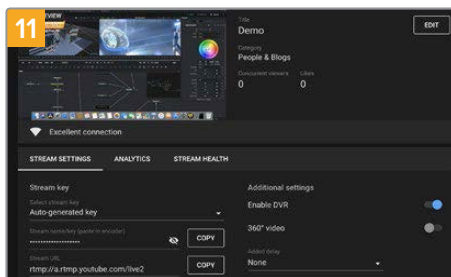 11
VIEW
Title
Demo
EDIT
Category
People & Blogs
Concurrent viewers Likes
0 0
Excellent connection
STREAM SETTINGS ANALYTICS STREAM HEALTH
Stream key
Additional settings
Select stream key
Auto-generated key
Enable DVR
360° video
Stream name/key (paste in encoder)
COPY
Added delay
None
Stream URL
rtmp://a.rtmp.youtube.com/live2
COPY